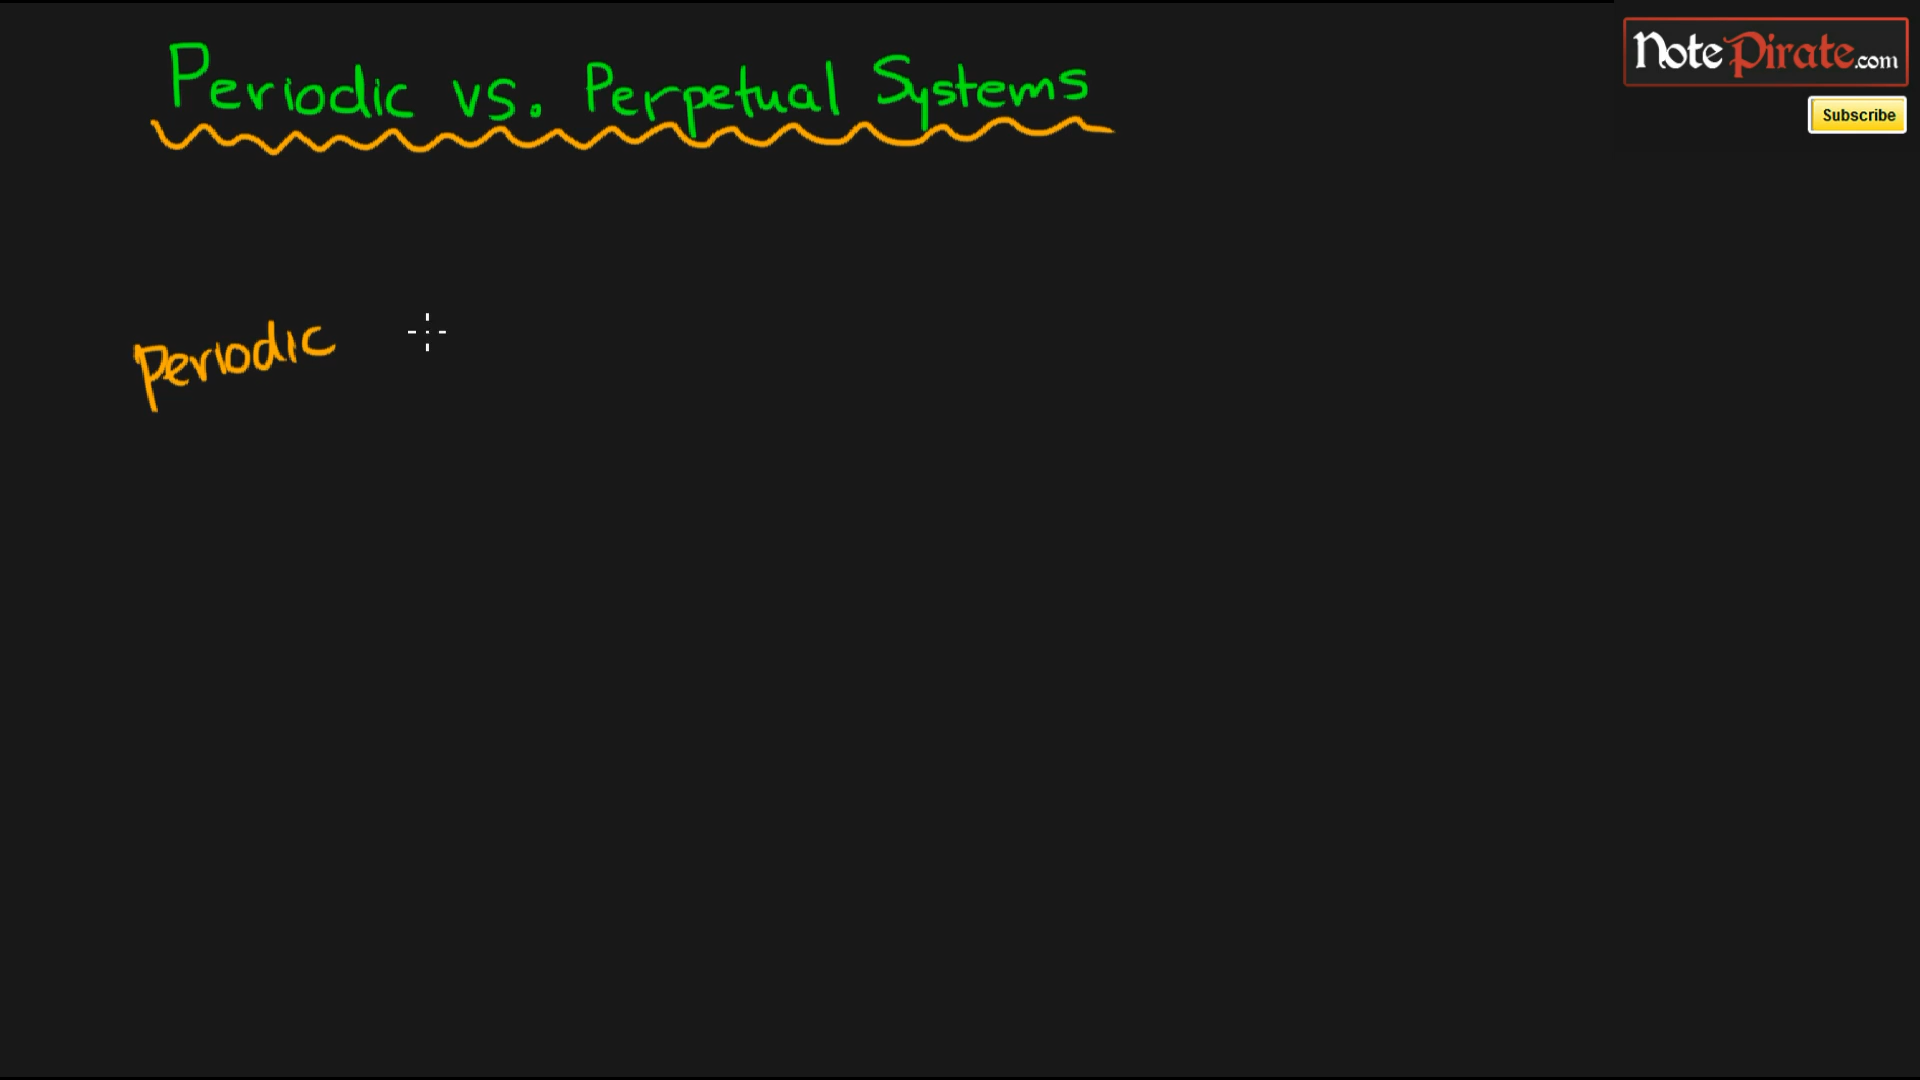 Periodic vs. Perpetual Systems
NotePirate.com
Subscribe
Periodic